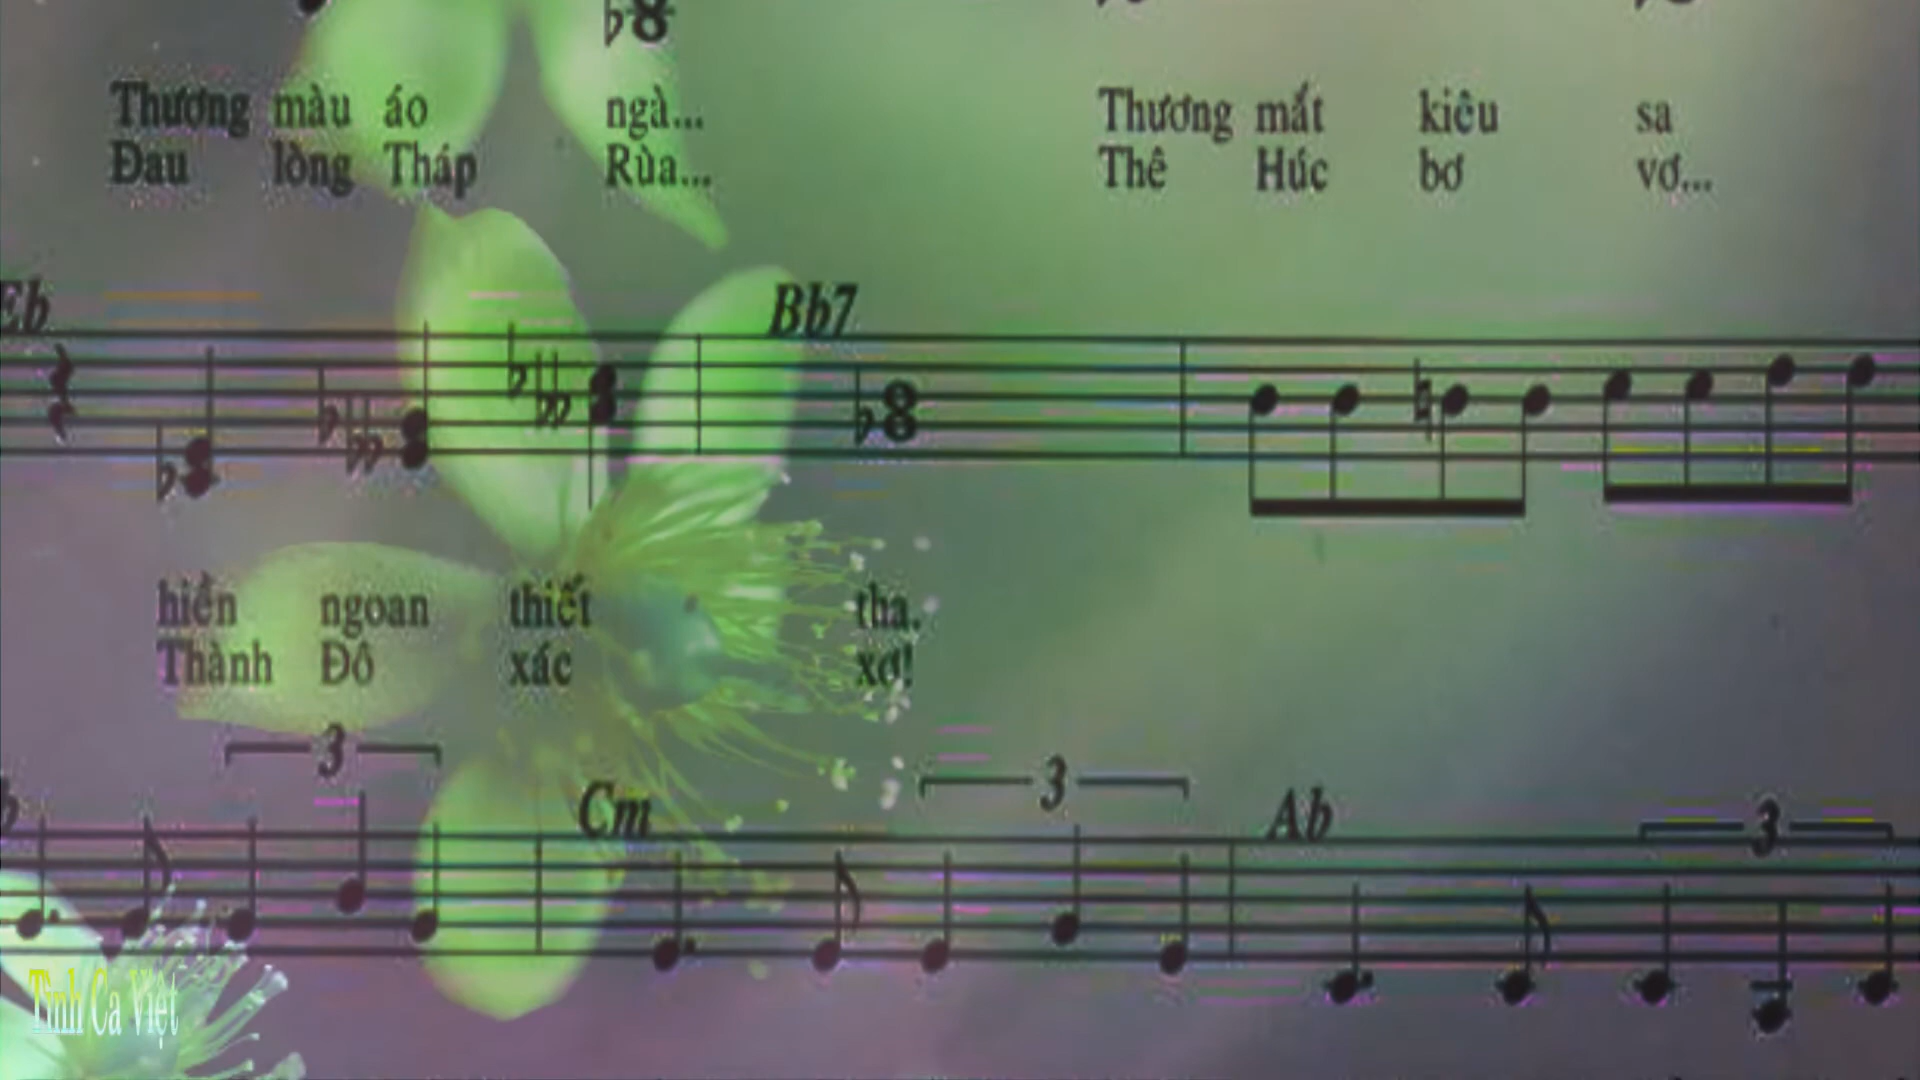 Thương màu áo ngà... Thương mắt kiêu sa
Đau lòng Tháp Rùa... Thê Húc bơ vơ...
Eb Bb7
hiền ngoan thiết tha.
Thành Đô xác xơ!
3 3 3
Cm Ab
Tình Ca Việt